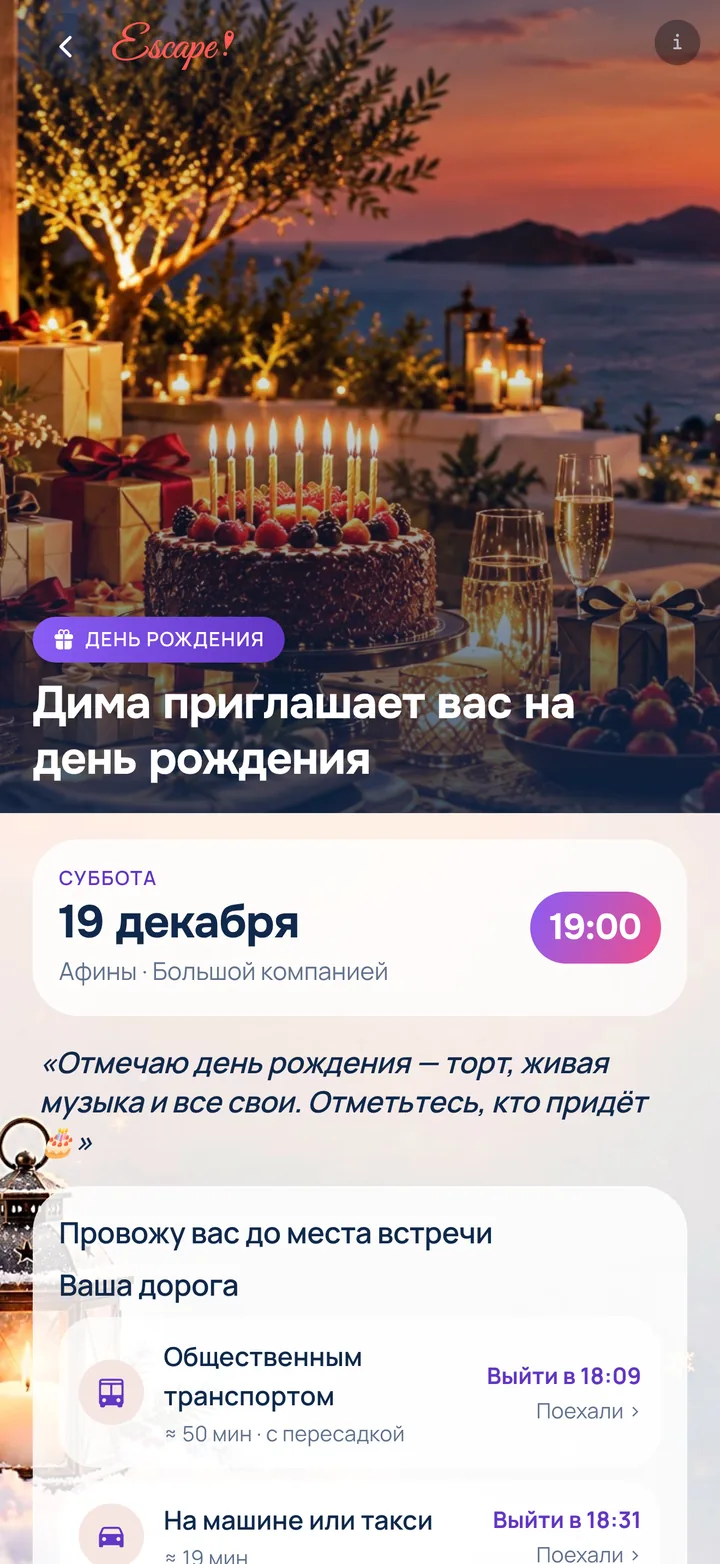 Escape!
i
ДЕНЬ РОЖДЕНИЯ
Дима приглашает вас на
день рождения
СУББОТА
19 декабря
19:00
Афины · Большой компанией
«Отмечаю день рождения — торт, живая
музыка и все свои. Отметьтесь, кто придёт
🎂»
Провожу вас до места встречи
Ваша дорога
Общественным
транспортом
≈ 50 мин · с пересадкой
Выйти в 18:09
Поехали ›
На машине или такси
≈ 19 мин
Выйти в 18:31
Поехали ›